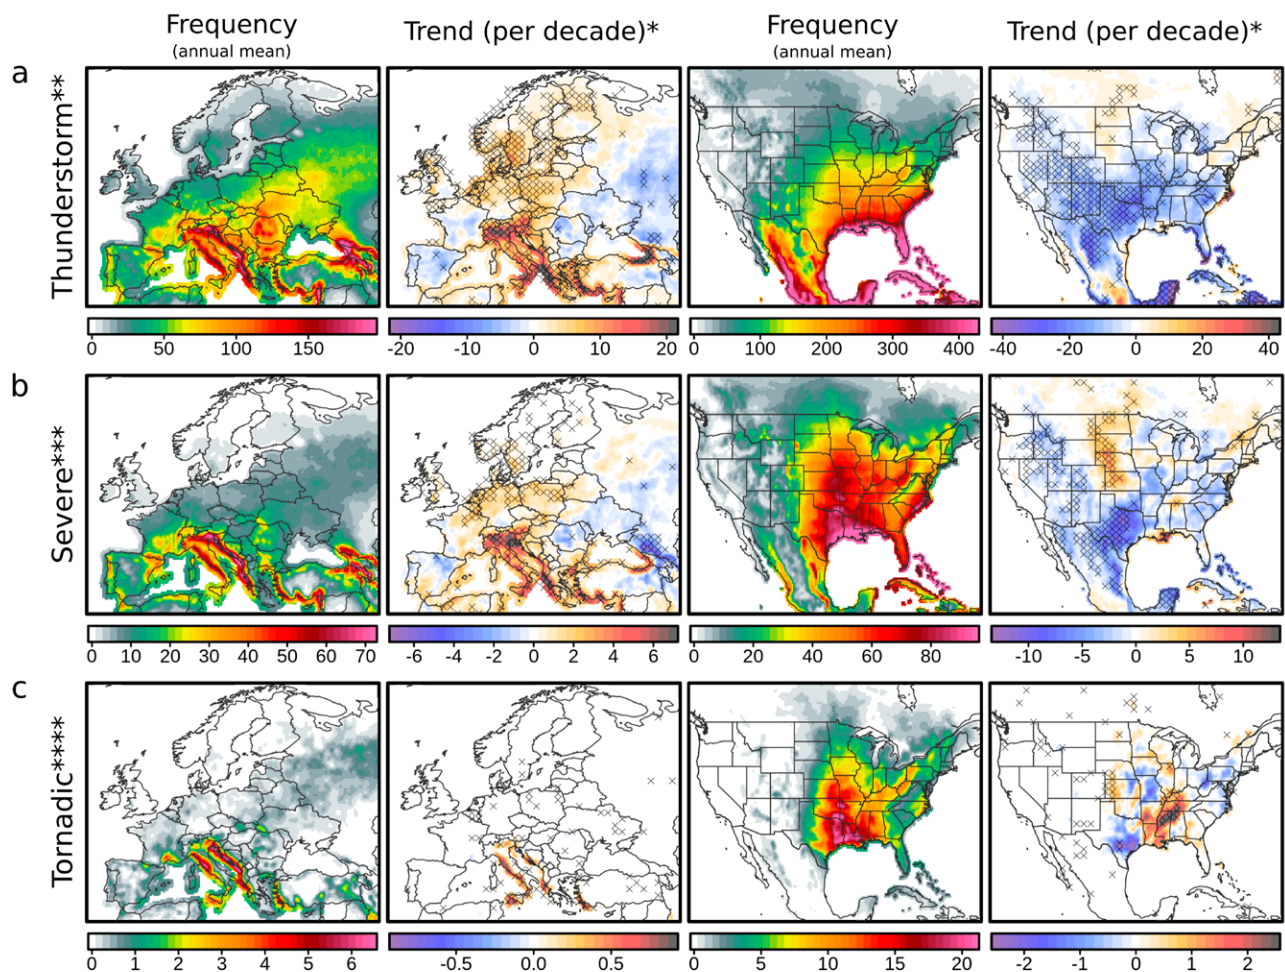 Frequency
(annual mean)
Trend (per decade)*
Frequency
(annual mean)
Trend (per decade)*
a
Thunderstorm**
0 50 100 150
-20 -10 0 10 20
0 100 200 300 400
-40 -20 0 20 40
b
Severe***
0 10 20 30 40 50 60 70
-6 -4 -2 0 2 4 6
0 20 40 60 80
-10 -5 0 5 10
c
Tornadic****
0 1 2 3 4 5 6
-0.5 0.0 0.5
0 5 10 15 20
-2 -1 0 1 2